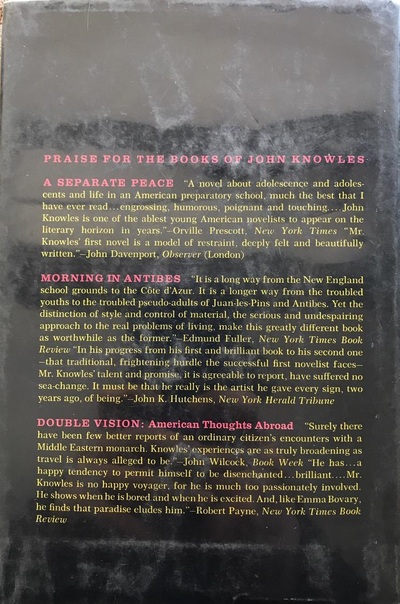 PRAISE FOR THE BOOKS OF JOHN KNOWLES
A SEPARATE PEACE "A novel about adolescence and adoles-
cents and life in an American preparatory school, much the best that I
have ever read...engrossing, humorous, poignant and touching....John
Knowles is one of the ablest young American novelists to appear on the
literary horizon in years."–Orville Prescott, New York Times "Mr.
Knowles' first novel is a model of restraint, deeply felt and beautifully
written."–John Davenport, Observer (London)
MORNING IN ANTIBES "It is a long way from the New England
school grounds to the Côte d'Azur. It is a longer way from the troubled
youths to the troubled pseudo-adults of Juan-les-Pins and Antibes. Yet the
distinction of style and control of material, the serious and undespairing
approach to the real problems of living, make this greatly different book
as worthwhile as the former."–Edmund Fuller, New York Times Book
Review "In his progress from his first and brilliant book to his second one
–that traditional, frightening hurdle the successful first novelist faces–
Mr. Knowles' talent and promise, it is agreeable to report, have suffered no
sea-change. It must be that he really is the artist he gave every sign, two
years ago, of being."–John K. Hutchens, New York Herald Tribune
DOUBLE VISION: American Thoughts Abroad "Surely there
have been few better reports of an ordinary citizen's encounters with a
Middle Eastern monarch. Knowles' experiences are as truly broadening as
travel is always alleged to be."–John Wilcock, Book Week "He has...a
happy tendency to permit himself to be disenchanted...brilliant....Mr.
Knowles is no happy voyager, for he is much too passionately involved.
He shows when he is bored and when he is excited. And, like Emma Bovary,
he finds that paradise eludes him."–Robert Payne, New York Times Book
Review